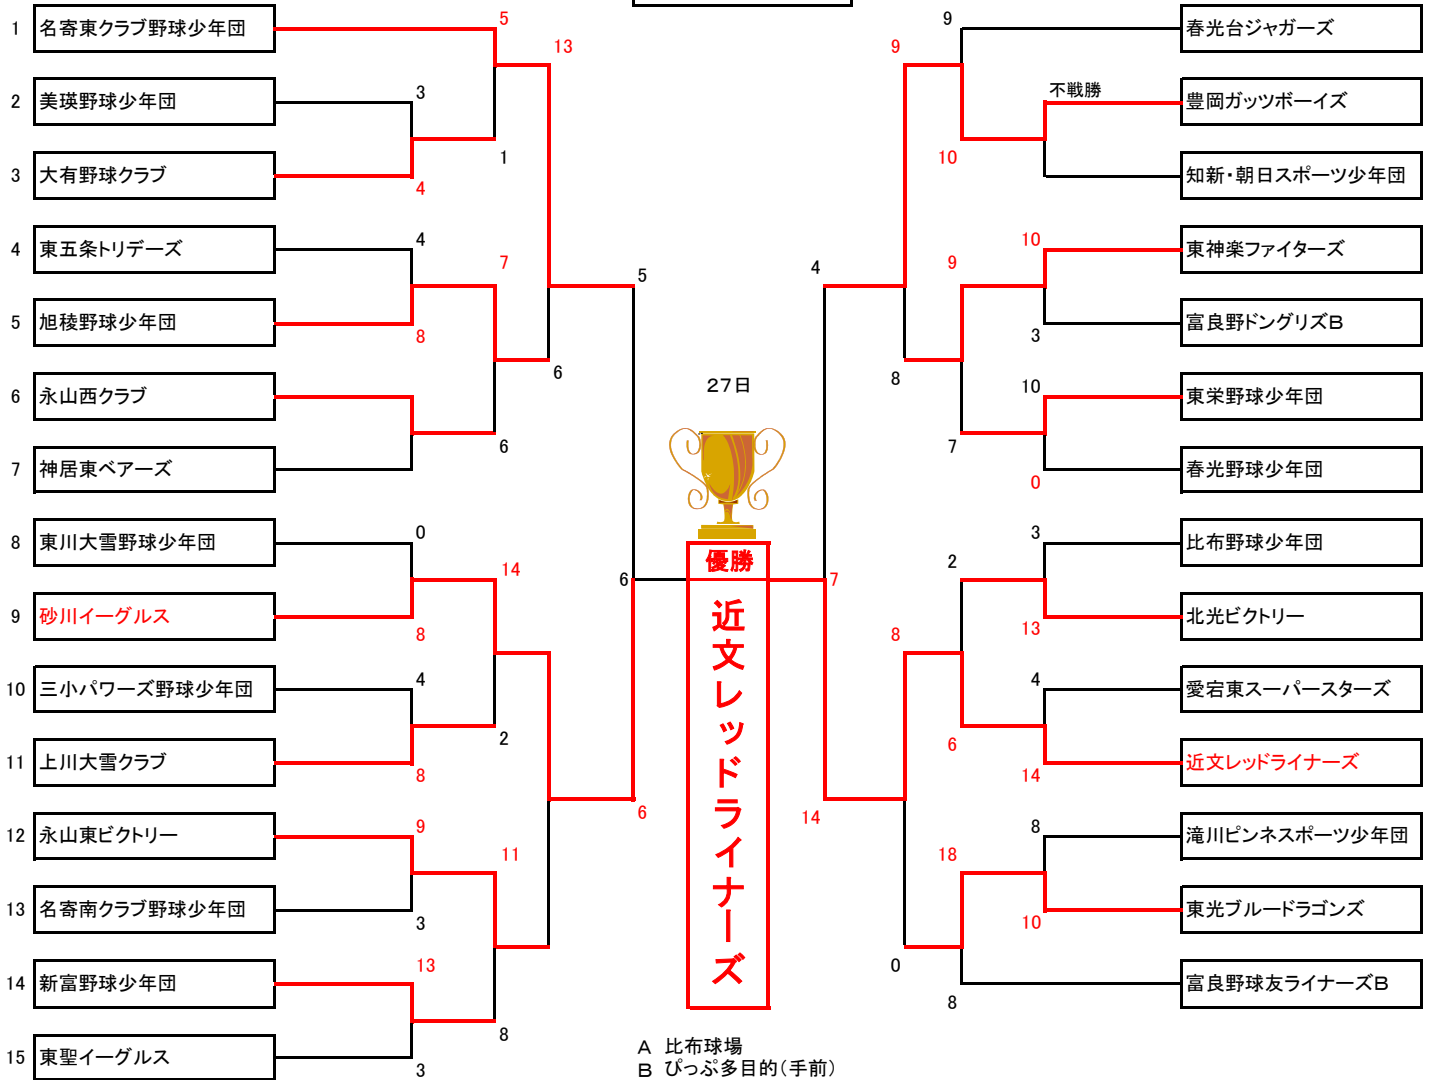 1 名寄東クラブ野球少年団
2 美瑛野球少年団
3 大有野球クラブ
4 東五条トリデーズ
5 旭稜野球少年団
6 永山西クラブ
7 神居東ベアーズ
8 東川大雪野球少年団
9 砂川イーグルス
10 三小パワーズ野球少年団
11 上川大雪クラブ
12 永山東ビクトリー
13 名寄南クラブ野球少年団
14 新富野球少年団
15 東聖イーグルス
5
13
3
1
4
4
7
8
6
6
0
14
8
4
2
8
9
11
3
13
8
3
5
6
6
27日
優勝
近文レッドライナーズ
A 比布球場
B ぴっぷ多目的(手前)
4
7
14
9
9
不戦勝
10
10
9
3
8
10
7
0
3
2
13
8
4
6
14
8
18
10
0
8
春光台ジャガーズ
豊岡ガッツボーイズ
知新・朝日スポーツ少年団
東神楽ファイターズ
富良野ドングリズB
東栄野球少年団
春光野球少年団
比布野球少年団
北光ビクトリー
愛宕東スーパースターズ
近文レッドライナーズ
滝川ピンネスポーツ少年団
東光ブルードラゴンズ
富良野球友ライナーズB